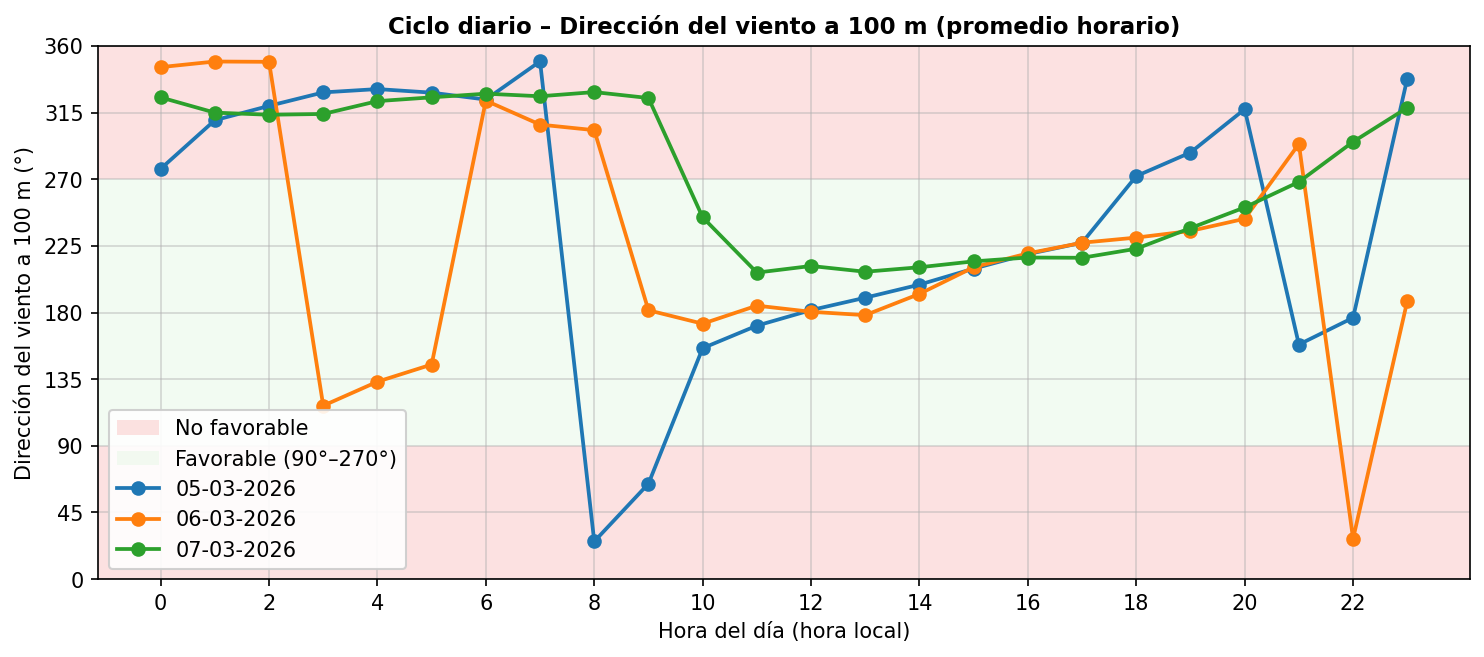 Ciclo diario – Dirección del viento a 100 m (promedio horario)
Dirección del viento a 100 m (°)
360
315
270
225
180
135
90
45
0
No favorable
Favorable (90°–270°)
05-03-2026
06-03-2026
07-03-2026
0 2 4 6 8 10 12 14 16 18 20 22
Hora del día (hora local)